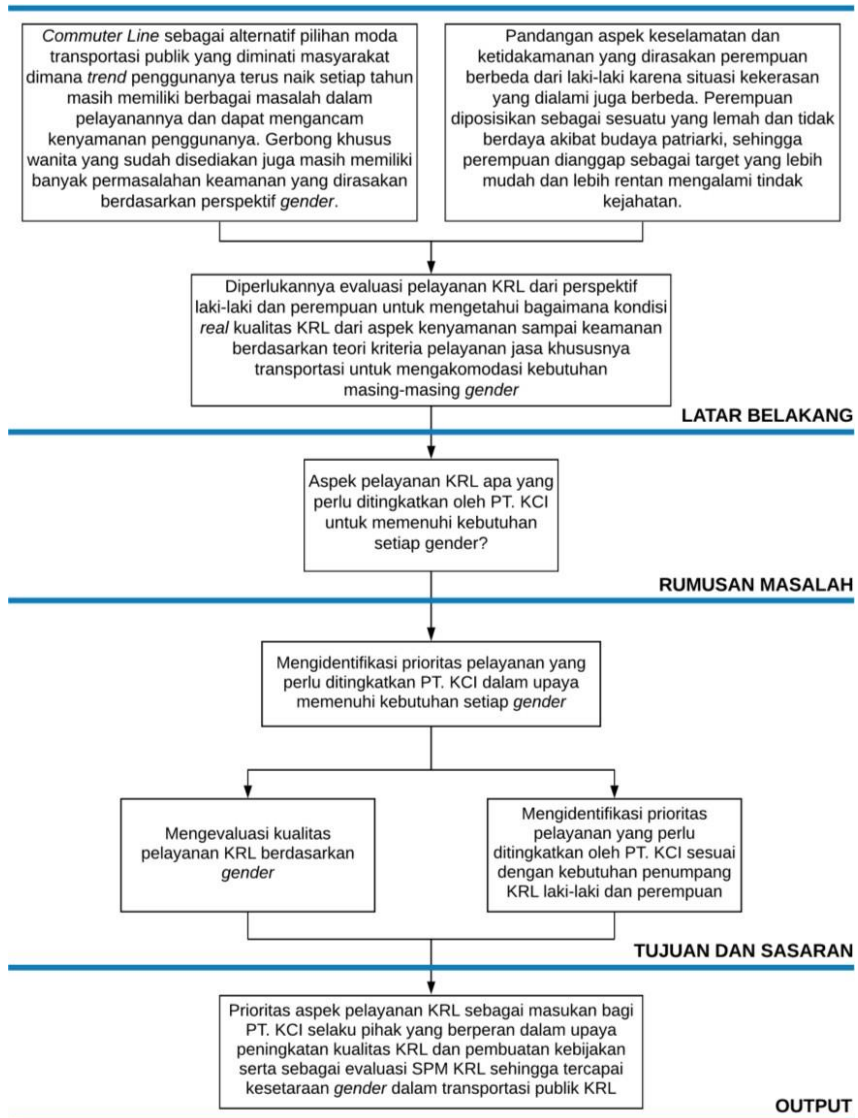 Commuter Line sebagai alternatif pilihan moda
transportasi publik yang diminati masyarakat
dimana trend penggunanya terus naik setiap tahun
masih memiliki berbagai masalah dalam
pelayanannya dan dapat mengancam
kenyamanan penggunanya. Gerbong khusus
wanita yang sudah disediakan juga masih memiliki
banyak permasalahan keamanan yang dirasakan
berdasarkan perspektif gender.
Pandangan aspek keselamatan dan
ketidakamanan yang dirasakan perempuan
berbeda dari laki-laki karena situasi kekerasan
yang dialami juga berbeda. Perempuan
diposisikan sebagai sesuatu yang lemah dan tidak
berdaya akibat budaya patriarki, sehingga
perempuan dianggap sebagai target yang lebih
mudah dan lebih rentan mengalami tindak
kejahatan.
Diperlukannya evaluasi pelayanan KRL dari perspektif
laki-laki dan perempuan untuk mengetahui bagaimana kondisi
real kualitas KRL dari aspek kenyamanan sampai keamanan
berdasarkan teori kriteria pelayanan jasa khususnya
transportasi untuk mengakomodasi kebutuhan
masing-masing gender
LATAR BELAKANG
Aspek pelayanan KRL apa yang
perlu ditingkatkan oleh PT. KCI
untuk memenuhi kebutuhan
setiap gender?
RUMUSAN MASALAH
Mengidentifikasi prioritas pelayanan yang
perlu ditingkatkan PT. KCI dalam upaya
memenuhi kebutuhan setiap gender
Mengevaluasi kualitas
pelayanan KRL berdasarkan
gender
Mengidentifikasi prioritas
pelayanan yang perlu
ditingkatkan oleh PT. KCI sesuai
dengan kebutuhan penumpang
KRL laki-laki dan perempuan
TUJUAN DAN SASARAN
Prioritas aspek pelayanan KRL sebagai masukan bagi
PT. KCI selaku pihak yang berperan dalam upaya
peningkatan kualitas KRL dan pembuatan kebijakan
serta sebagai evaluasi SPM KRL sehingga tercapai
kesetaraan gender dalam transportasi publik KRL
OUTPUT